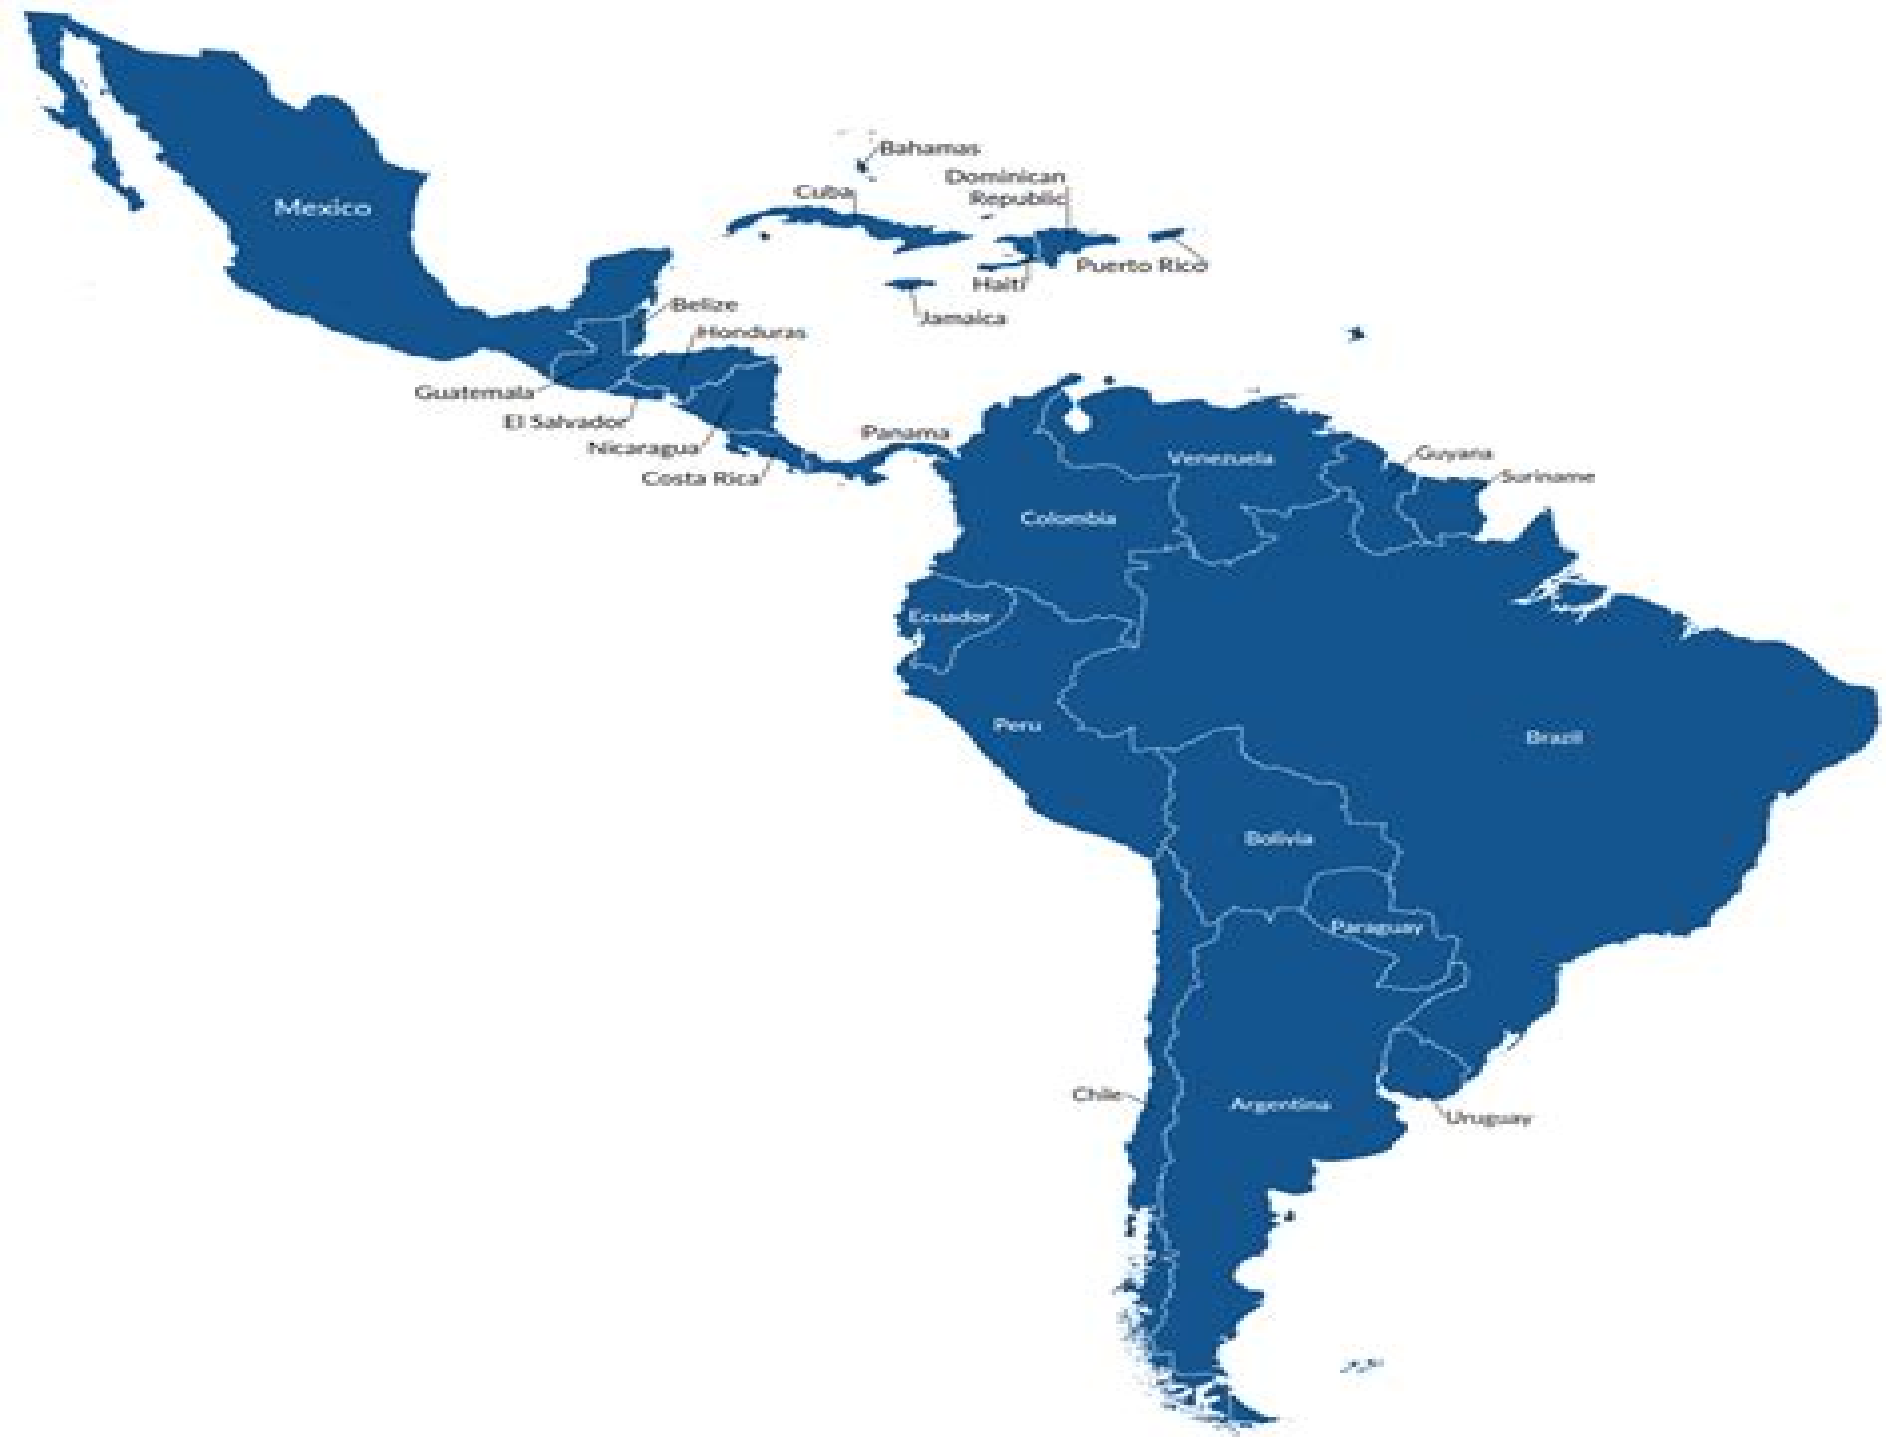 Bahamas
Dominican
Republic
Cuba
Mexico
Puerto Rico
Haiti
Belize
Jamaica
Honduras
Guatemala
El Salvador
Panama
Nicaragua
Guyana
Venezuela
Costa Rica
Suriname
Colombia
Ecuador
Peru
Brazil
Bolivia
Paraguay
Chile
Argentina
Uruguay